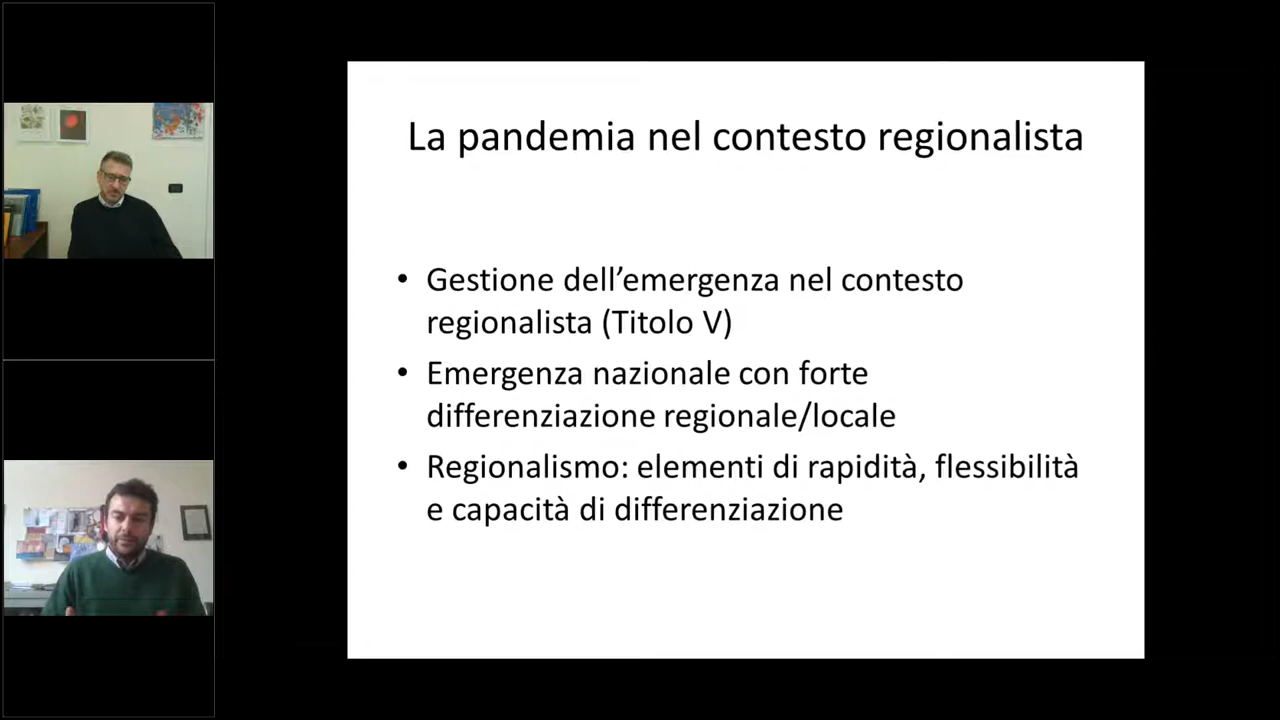 La pandemia nel contesto regionalista
• Gestione dell’emergenza nel contesto
regionalista (Titolo V)
• Emergenza nazionale con forte
differenziazione regionale/locale
• Regionalismo: elementi di rapidità, flessibilità
e capacità di differenziazione